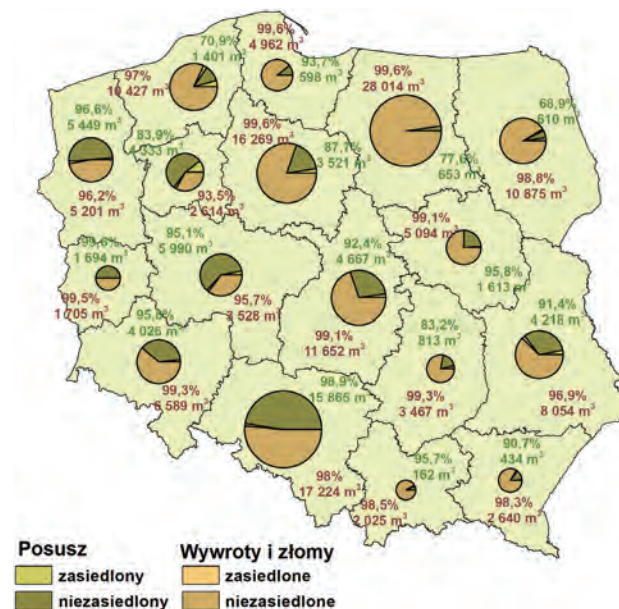 99,6%
4 962 m³
70,9%
1 401 m³
93,7%
598 m³
97%
10 427 m³
99,6%
28 014 m³
68,9%
610 m³
96,6%
5 449 m³
83,9%
4 333 m³
99,6%
16 269 m³
87,7%
3 521 m³
77,6%
653 m³
98,8%
10 875 m³
96,2%
5 201 m³
93,5%
2 614 m³
99,1%
5 094 m³
95,1%
5 990 m³
92,4%
4 667 m³
95,8%
1 613 m³
1 694 m³
99,5%
1 705 m³
95,7%
3 528 m³
91,4%
4 218 m³
4 026 m³
99,1%
11 652 m³
83,2%
813 m³
99,3%
6 589 m³
98,9%
15 865 m³
99,3%
3 467 m³
96,9%
8 054 m³
98%
17 224 m³
95,7%
162 m³
90,7%
434 m³
98,5%
2 025 m³
98,3%
2 640 m³
Posusz
zasiedlony
niezasiedlony
Wywroty i złomy
zasiedlone
niezasiedlone